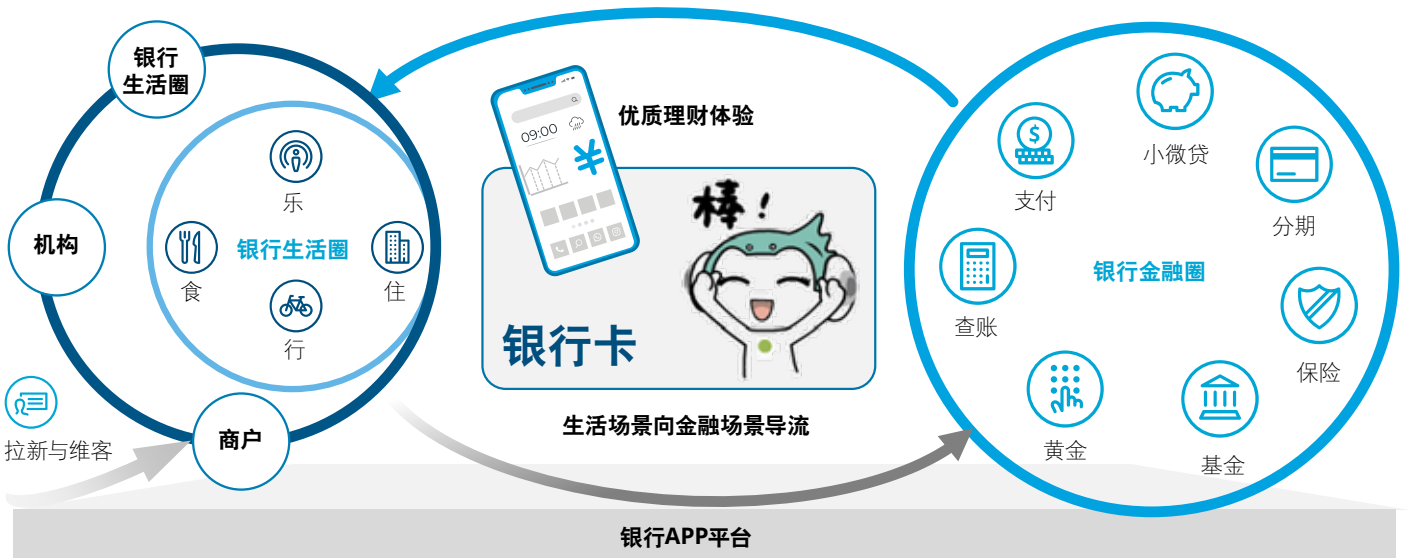 银行
生活圈
机构
商户
拉新与维客
乐
食
银行生活圈
住
行
09:00
¥
优质理财体验
棒！
银行卡
生活场景向金融场景导流
小微贷
$
支付
分期
查账
银行金融圈
保险
黄金
基金
银行APP平台